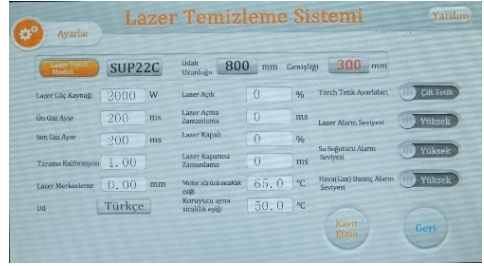 Lazer Temizleme Sistemi
Yardım
Ayarlar
Lazer Torch
Modeli
SUP22C
Odak
Uzunluğu
800 mm
Genişliği
300 mm
Lazer Güç Kaynağı 2000 W
Lazer Açık 0 %
Torch Tetik Ayarlaları
Çift Tetik
Ön Gaz Ayar 200 ms
Lazer Açma
Zamanlama 0 ms
Lazer Alarm Seviyesi
Yüksek
Son Gaz Ayar 200 ms
Lazer Kapalı 0 %
Su Soğutucu Alarm
Seviyesi
Yüksek
Tarama Kalibrasyon 1.00
Lazer Kapatma
Zamanlama 0 ms
Hava(Gaz) Basınç Alarm
Seviyesi
Yüksek
Lazer Merkezleme 0.00 mm
Motor sürücü sıcaklık
eşiği 65.0 °C
Dil Türkçe
Koruyucu ayna
sıcaklık eşiği 50.0 °C
Kayıt
Etme
Geri